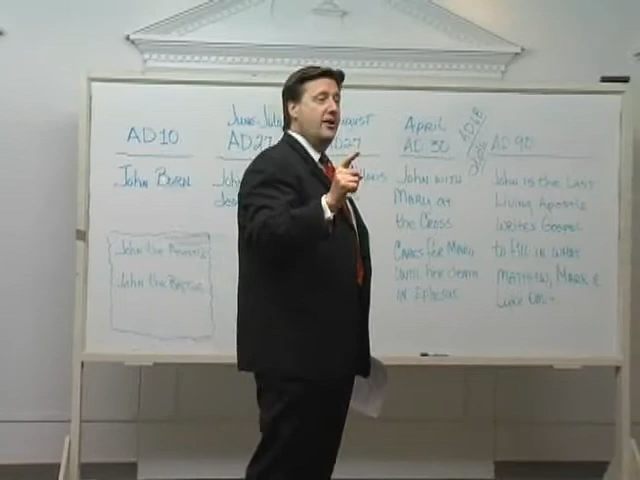 AD10
John Born
John the Apostle
John the Baptist
June-July
AD27
John
August
AD27
April
AD 30
John with
Mary at
the Cross
Cares for Mary
until her death
in Ephesus
AD 90
John is the last
Living Apostle
Writes Gospel
to fill in what
Mathew, Mark &
Luke